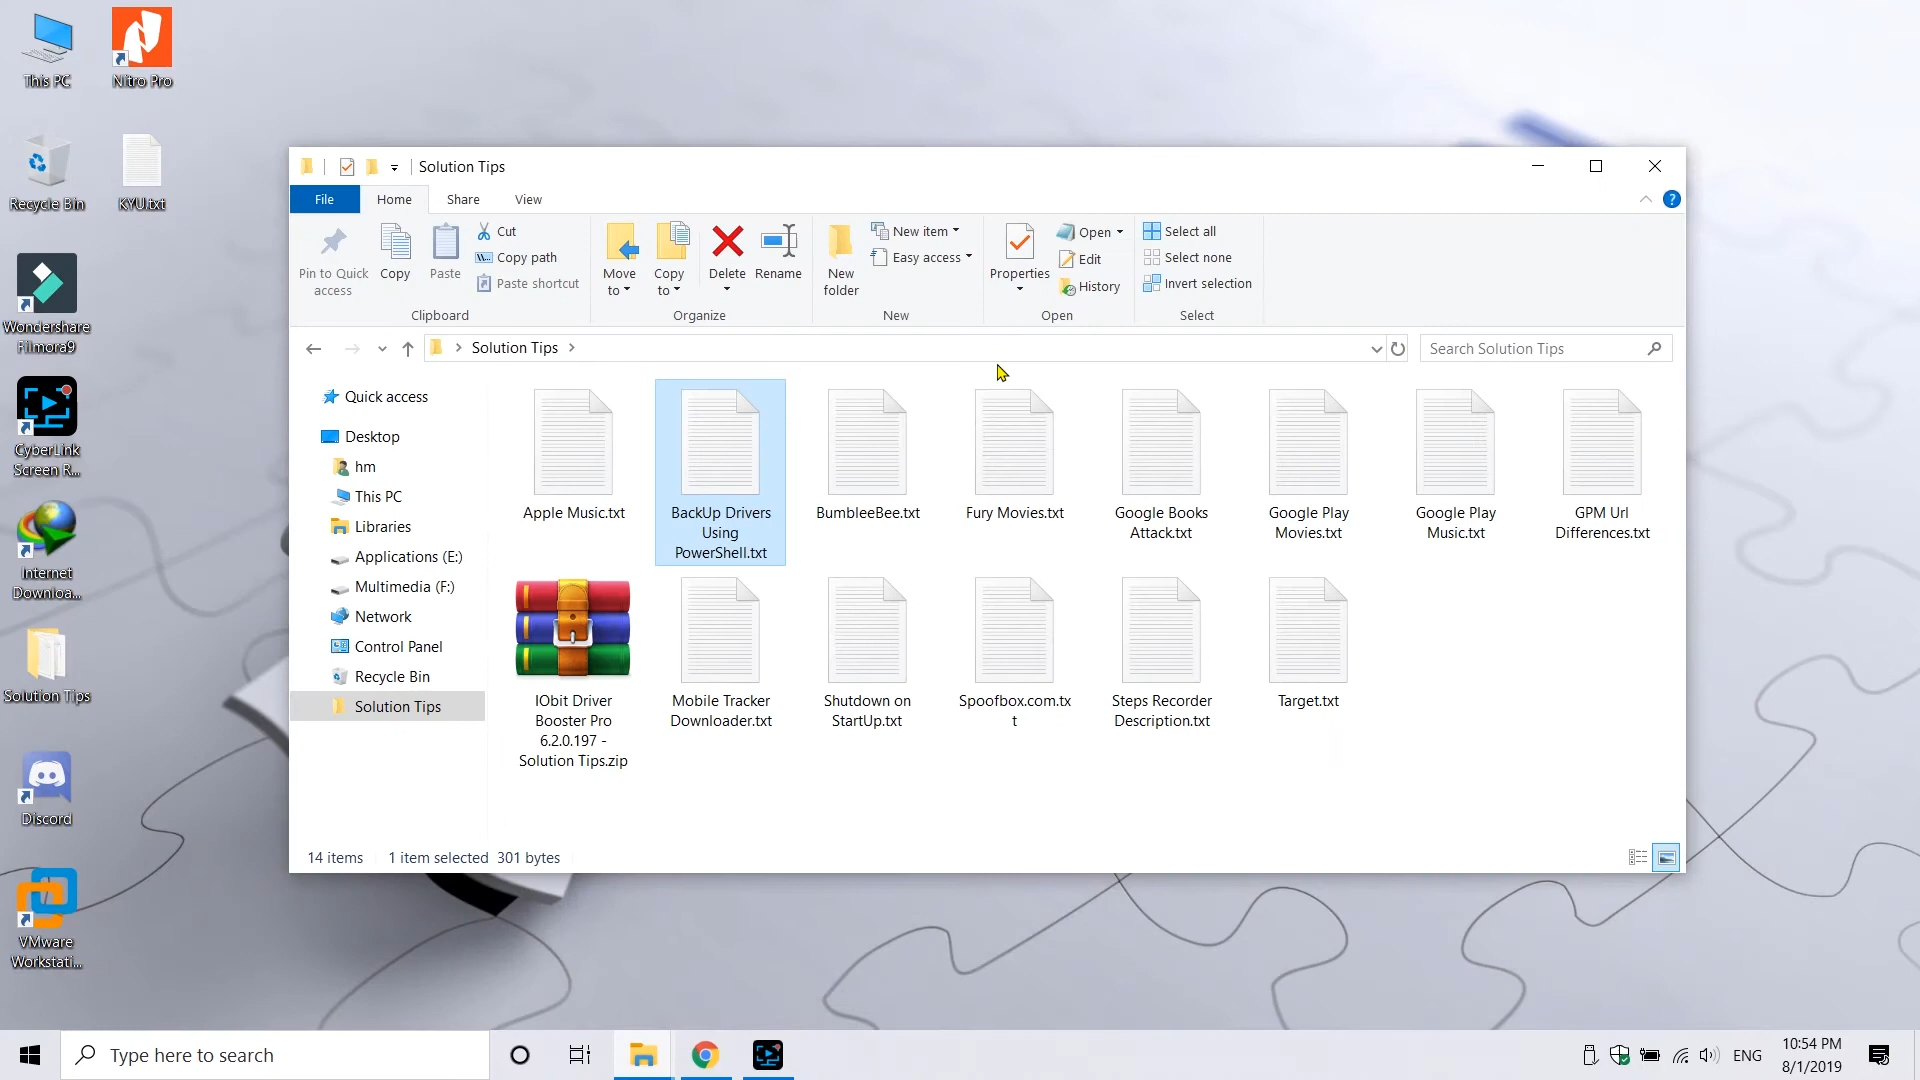 This PC
Nitro Pro
Recycle Bin
KYU.txt
Wondershare
Filmora9
CyberLink
Screen R...
Internet
Downloa...
Solution Tips
Discord
VMware
Workstati...
Solution Tips
File
Home
Share
View
?
Pin to Quick
access
Copy
Paste
Cut
Copy path
Paste shortcut
Clipboard
Move
to
Copy
to
Delete
Rename
Organize
New
folder
New item
Easy access
New
Properties
Open
Edit
History
Open
Select all
Select none
Invert selection
Select
Solution Tips
Search Solution Tips
Quick access
Desktop
hm
This PC
Libraries
Applications (E:)
Multimedia (F:)
Network
Control Panel
Recycle Bin
Solution Tips
Apple Music.txt
BackUp Drivers
Using
PowerShell.txt
BumbleeBee.txt
Fury Movies.txt
Google Books
Attack.txt
Google Play
Movies.txt
Google Play
Music.txt
GPM Url
Differences.txt
IObit Driver
Booster Pro
6.2.0.197 -
Solution Tips.zip
Mobile Tracker
Downloader.txt
Shutdown on
StartUp.txt
Spoofbox.com.tx
t
Steps Recorder
Description.txt
Target.txt
14 items
1 item selected 301 bytes
Type here to search
ENG
10:54 PM
8/1/2019